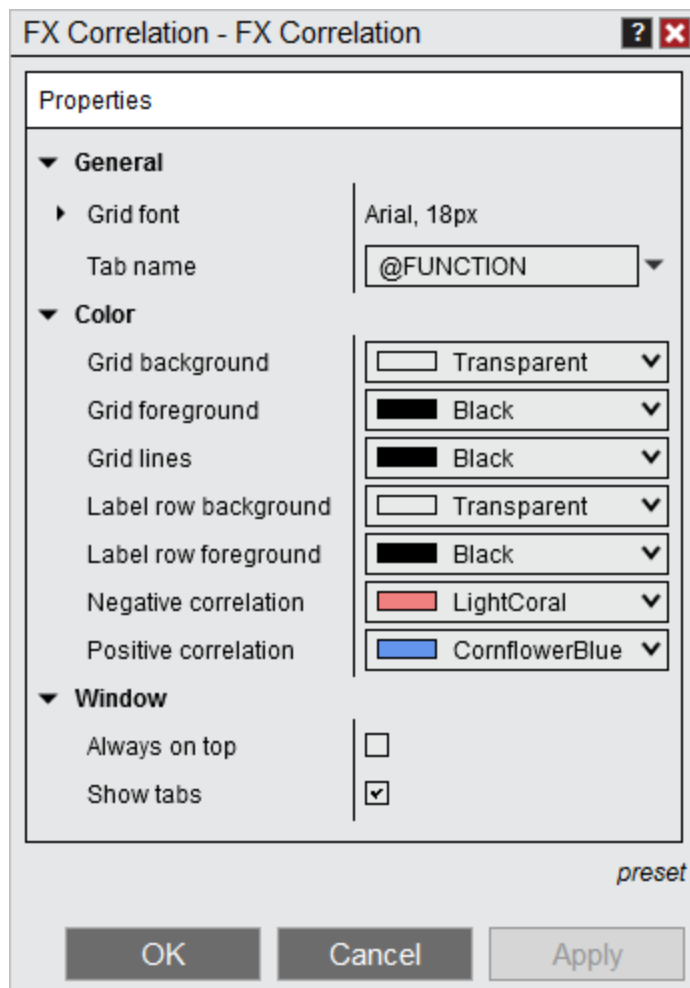 FX Correlation - FX Correlation ?
Properties
General
Grid font Arial, 18px
Tab name @FUNCTION
Color
Grid background Transparent
Grid foreground Black
Grid lines Black
Label row background Transparent
Label row foreground Black
Negative correlation LightCoral
Positive correlation CornflowerBlue
Window
Always on top
Show tabs
preset
OK Cancel Apply